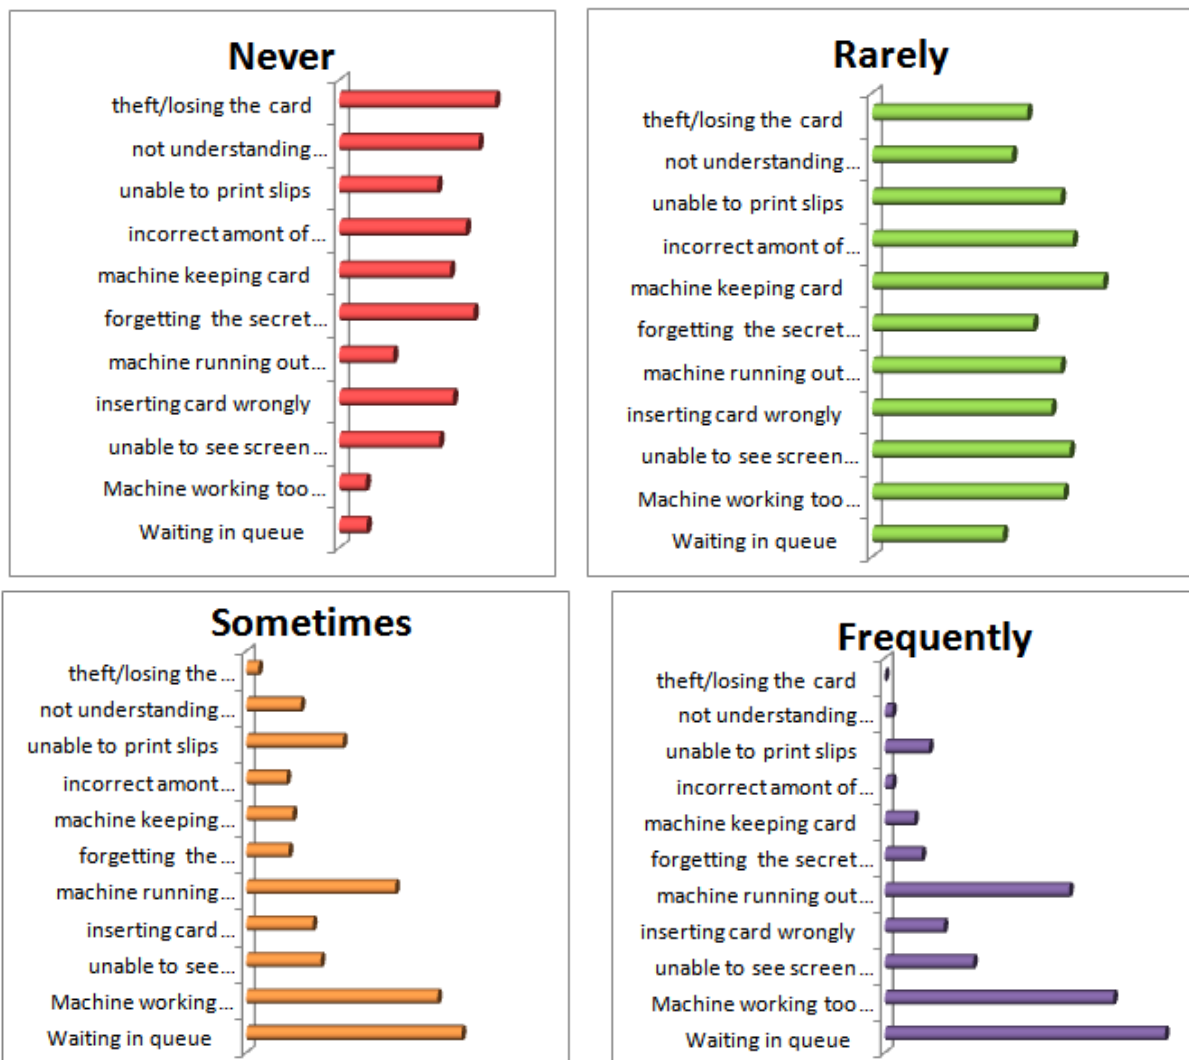 Never
theft/losing the card
not understanding...
unable to print slips
incorrect amont of...
machine keeping card
forgetting the secret...
machine running out...
inserting card wrongly
unable to see screen...
Machine working too...
Waiting in queue
Rarely
theft/losing the card
not understanding...
unable to print slips
incorrect amont of...
machine keeping card
forgetting the secret...
machine running out...
inserting card wrongly
unable to see screen...
Machine working too...
Waiting in queue
Sometimes
theft/losing the...
not understanding...
unable to print slips
incorrect amont...
machine keeping...
forgetting the...
machine running...
inserting card...
unable to see...
Machine working...
Waiting in queue
Frequently
theft/losing the card
not understanding...
unable to print slips
incorrect amont of...
machine keeping card
forgetting the secret...
machine running out...
inserting card wrongly
unable to see screen...
Machine working too...
Waiting in queue